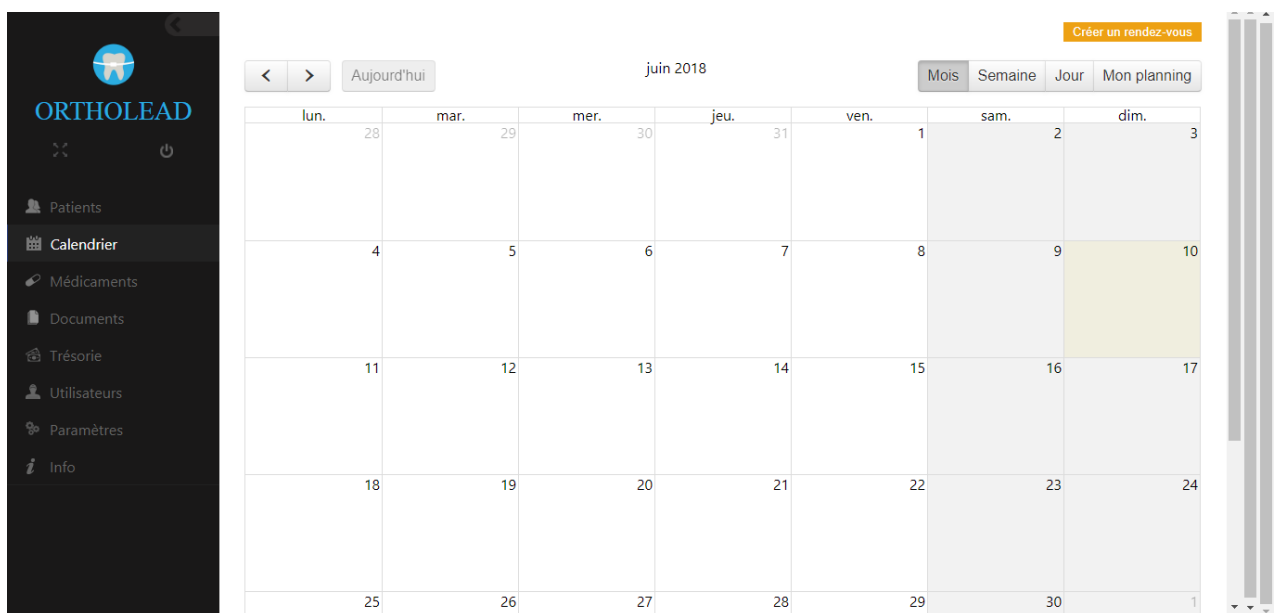 Créer un rendez-vous
Aujourd'hui juin 2018 Mois Semaine Jour Mon planning
ORTHOLEAD
lun. mar. mer. jeu. ven. sam. dim.
28 29 30 31 1 2 3
Patients
Calendrier
4 5 6 7 8 9 10
Médicaments
Documents
Trésorie
11 12 13 14 15 16 17
Utilisateurs
Paramètres
Info
18 19 20 21 22 23 24
25 26 27 28 29 30 1